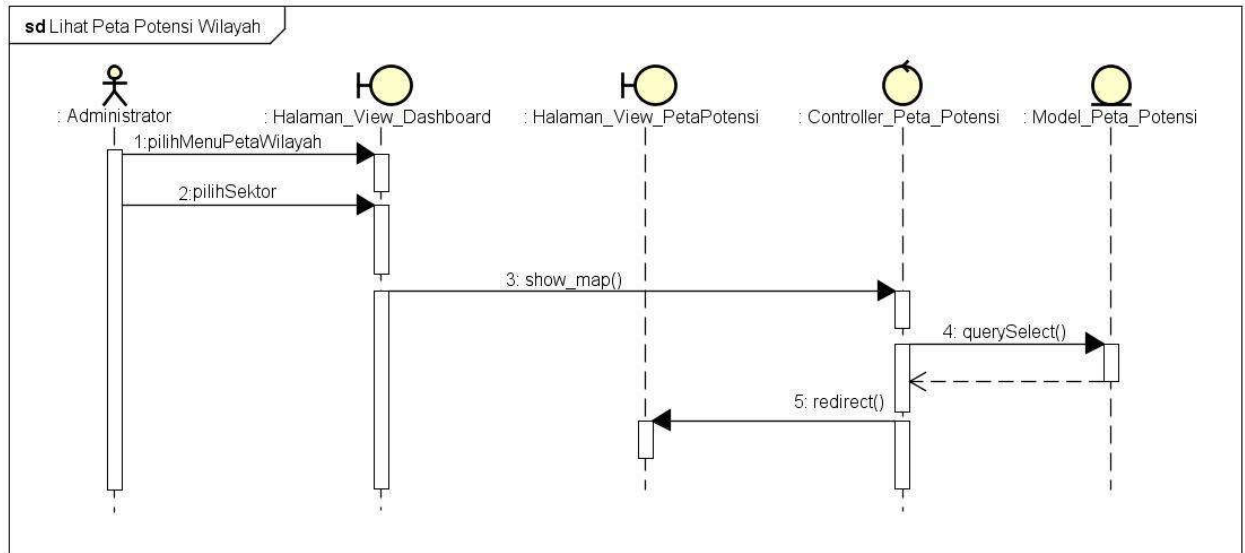 sd Lihat Peta Potensi Wilayah
: Administrator
: Halaman_View_Dashboard
: Halaman_View_PetaPotensi
: Controller_Peta_Potensi
: Model_Peta_Potensi
1:pilihMenuPetaWilayah
2:pilihSektor
3: show_map()
4: querySelect()
5: redirect()